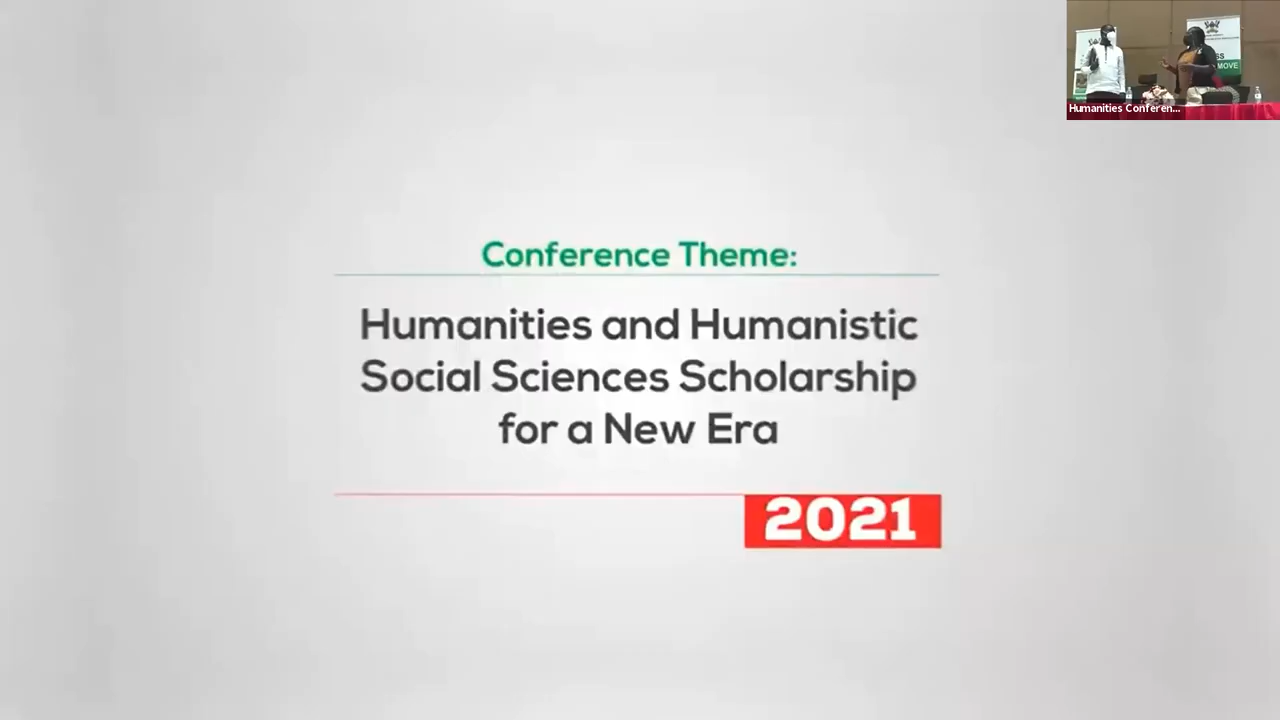 Conference Theme:
Humanities and Humanistic
Social Sciences Scholarship
for a New Era
2021
MOVE
Humanities Conferen...